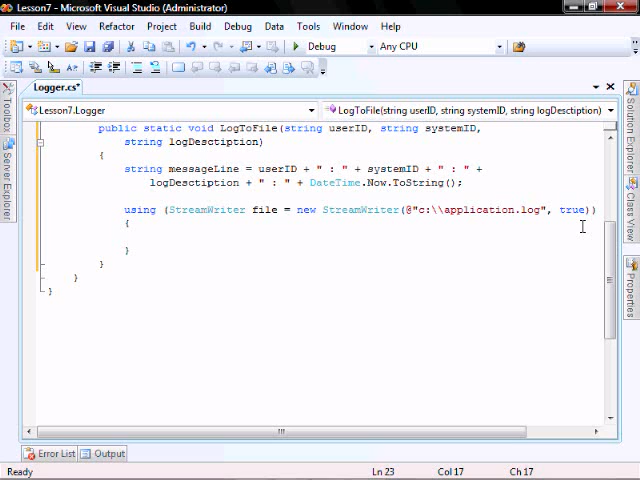 Lesson7 - Microsoft Visual Studio (Administrator)
File Edit View Refactor Project Build Debug Data Tools Window Help
Debug Any CPU
Logger.cs*
Lesson7.Logger LogToFile(string userID, string systemID, string logDesctiption)
public static void LogToFile(string userID, string systemID,
string logDesctiption)
{
string messageLine = userID + " : " + systemID + " : " +
logDesctiption + " : " + DateTime.Now.ToString();
using (StreamWriter file = new StreamWriter(@"c:\\application.log", true))
{
}
}
}
}
Toolbox
Server Explorer
Solution Explorer
Class View
Properties
Error List Output
Ready Ln 23 Col 17 Ch 17